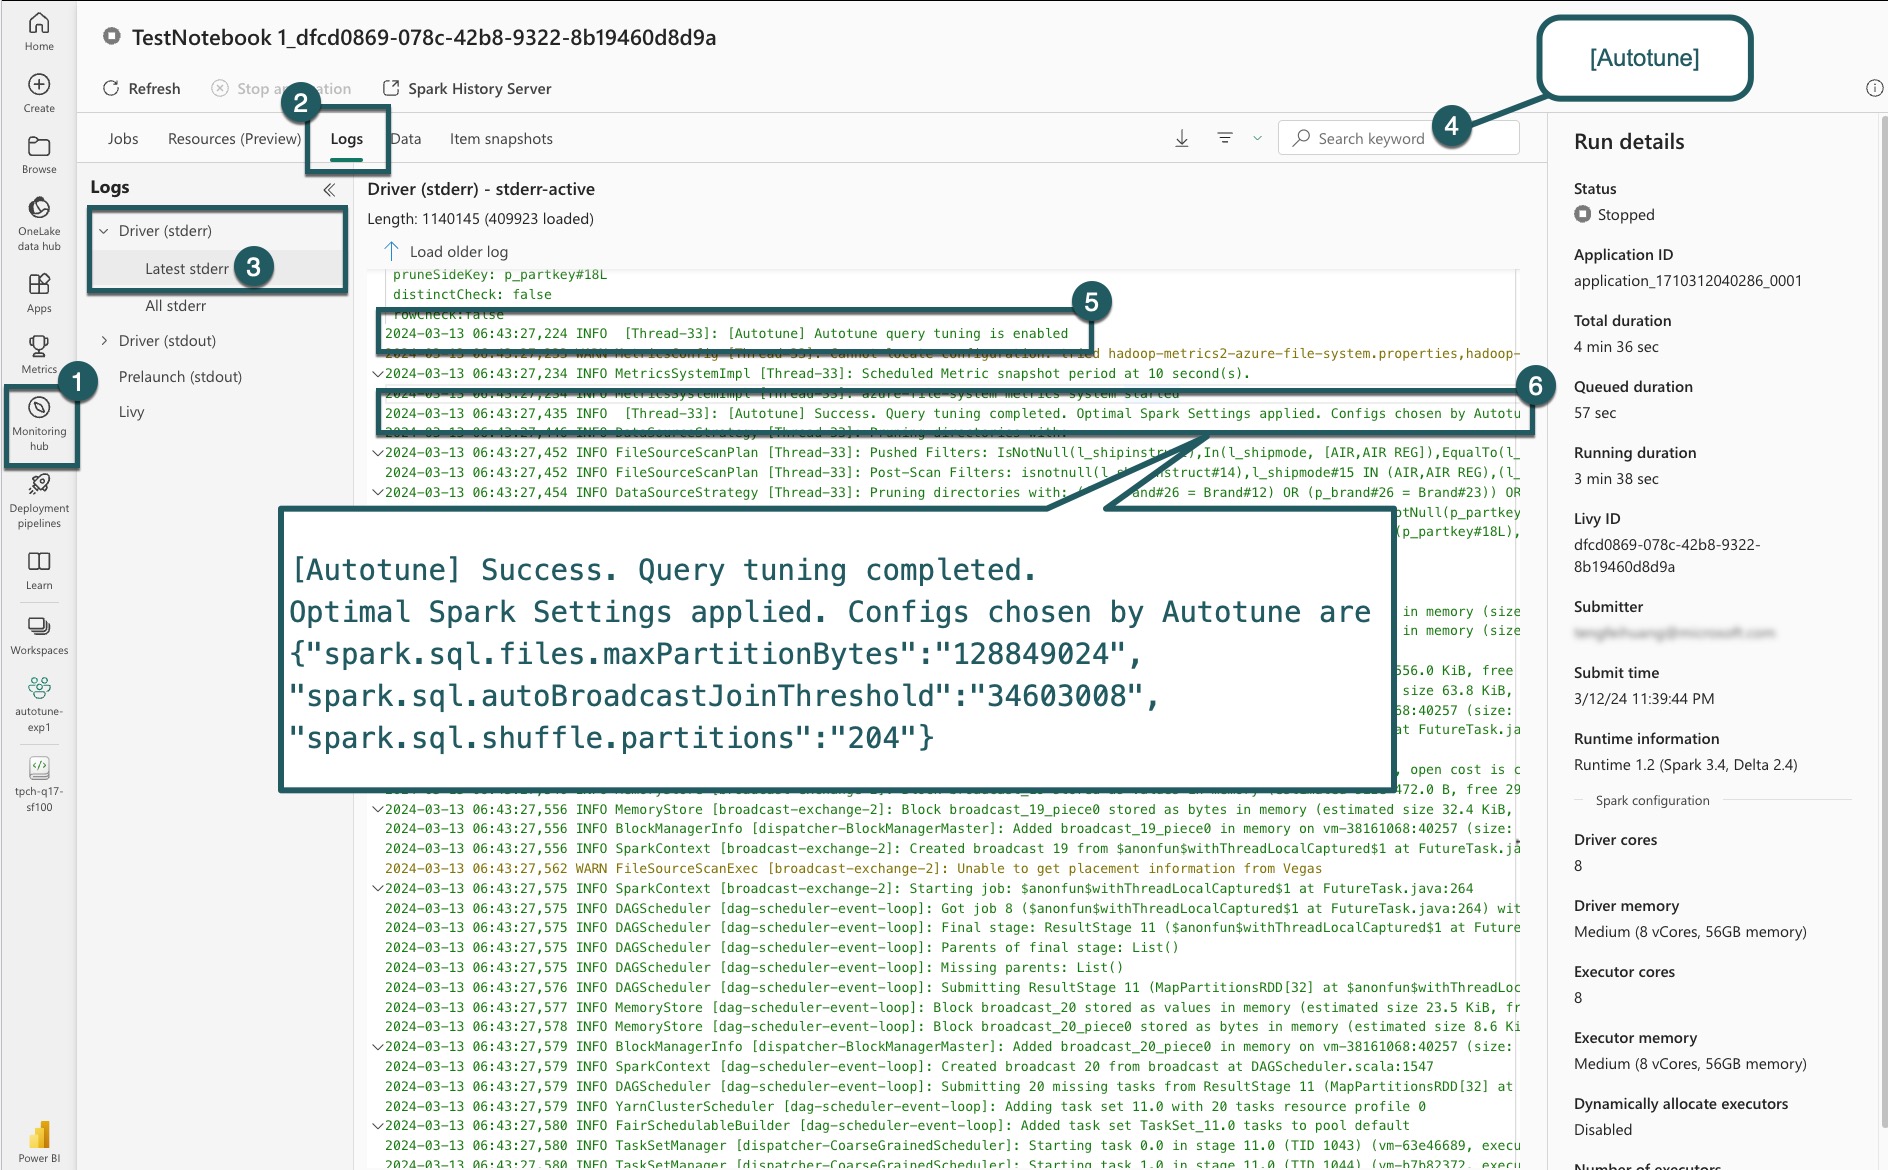 Home
Create
Browse
OneLake
data hub
Apps
Metrics
1
Monitoring
hub
Deployment
pipelines
Learn
Workspaces
autotune-
exp1
tpch-q17-
sf100
Power BI
TestNotebook 1_dfcd0869-078c-42b8-9322-8b19460d8d9a
Refresh
Stop application
Spark History Server
2
Jobs
Resources (Preview)
Logs
Data
Item snapshots
Search keyword
4
[Autotune]
Logs
Driver (stderr)
Latest stderr
3
All stderr
Driver (stdout)
Prelaunch (stdout)
Livy
Driver (stderr) - stderr-active
Length: 1140145 (409923 loaded)
Load older log
pruneSideKey: p_partkey#18L
distinctCheck: false
rowCheck:false
5
2024-03-13 06:43:27,224 INFO  [Thread-33]: [Autotune] Autotune query tuning is enabled
2024-03-13 06:43:27,233 WARN MetricsConfig [Thread-33]: Cannot locate configuration: tried hadoop-metrics2-azure-file-system.properties,hadoop-
2024-03-13 06:43:27,234 INFO MetricsSystemImpl [Thread-33]: Scheduled Metric snapshot period at 10 second(s).
2024-03-13 06:43:27,234 INFO MetricsSystemImpl [Thread-33]: azure-file-system metrics system started
6
2024-03-13 06:43:27,435 INFO  [Thread-33]: [Autotune] Success. Query tuning completed. Optimal Spark Settings applied. Configs chosen by Autotu
2024-03-13 06:43:27,446 INFO DataSourceStrategy [Thread-33]: Pruning directories with:
2024-03-13 06:43:27,452 INFO FileSourceScanPlan [Thread-33]: Pushed Filters: IsNotNull(l_shipinstruct),In(l_shipmode, [AIR,AIR REG]),EqualTo(l_
2024-03-13 06:43:27,452 INFO FileSourceScanPlan [Thread-33]: Post-Scan Filters: isnotnull(l_shipinstruct#14),l_shipmode#15 IN (AIR,AIR REG),(l_
2024-03-13 06:43:27,454 INFO DataSourceStrategy [Thread-33]: Pruning directories with: (p_brand#26 = Brand#12) OR (p_brand#26 = Brand#23)) OR
otNull(p_partkey
(p_partkey#18L),
[Autotune] Success. Query tuning completed.
Optimal Spark Settings applied. Configs chosen by Autotune are
{"spark.sql.files.maxPartitionBytes":"128849024",
"spark.sql.autoBroadcastJoinThreshold":"34603008",
"spark.sql.shuffle.partitions":"204"}
in memory (size
in memory (size
556.0 KiB, free
size 63.8 KiB,
68:40257 (size:
at FutureTask.ja
, open cost is c
472.0 B, free 29
2024-03-13 06:43:27,556 INFO MemoryStore [broadcast-exchange-2]: Block broadcast_19_piece0 stored as bytes in memory (estimated size 32.4 KiB,
2024-03-13 06:43:27,556 INFO BlockManagerInfo [dispatcher-BlockManagerMaster]: Added broadcast_19_piece0 in memory on vm-38161068:40257 (size:
2024-03-13 06:43:27,556 INFO SparkContext [broadcast-exchange-2]: Created broadcast 19 from $anonfun$withThreadLocalCaptured$1 at FutureTask.ja
2024-03-13 06:43:27,562 WARN FileSourceScanExec [broadcast-exchange-2]: Unable to get placement information from Vegas
2024-03-13 06:43:27,575 INFO SparkContext [broadcast-exchange-2]: Starting job: $anonfun$withThreadLocalCaptured$1 at FutureTask.java:264
2024-03-13 06:43:27,575 INFO DAGScheduler [dag-scheduler-event-loop]: Got job 8 ($anonfun$withThreadLocalCaptured$1 at FutureTask.java:264) wit
2024-03-13 06:43:27,575 INFO DAGScheduler [dag-scheduler-event-loop]: Final stage: ResultStage 11 ($anonfun$withThreadLocalCaptured$1 at Future
2024-03-13 06:43:27,575 INFO DAGScheduler [dag-scheduler-event-loop]: Parents of final stage: List()
2024-03-13 06:43:27,575 INFO DAGScheduler [dag-scheduler-event-loop]: Missing parents: List()
2024-03-13 06:43:27,576 INFO DAGScheduler [dag-scheduler-event-loop]: Submitting ResultStage 11 (MapPartitionsRDD[32] at $anonfun$withThreadLoc
2024-03-13 06:43:27,577 INFO MemoryStore [dag-scheduler-event-loop]: Block broadcast_20 stored as values in memory (estimated size 23.5 KiB, fr
2024-03-13 06:43:27,578 INFO MemoryStore [dag-scheduler-event-loop]: Block broadcast_20_piece0 stored as bytes in memory (estimated size 8.6 Ki
2024-03-13 06:43:27,579 INFO BlockManagerInfo [dispatcher-BlockManagerMaster]: Added broadcast_20_piece0 in memory on vm-38161068:40257 (size:
2024-03-13 06:43:27,579 INFO SparkContext [dag-scheduler-event-loop]: Created broadcast 20 from broadcast at DAGScheduler.scala:1547
2024-03-13 06:43:27,579 INFO DAGScheduler [dag-scheduler-event-loop]: Submitting 20 missing tasks from ResultStage 11 (MapPartitionsRDD[32] at
2024-03-13 06:43:27,579 INFO YarnClusterScheduler [dag-scheduler-event-loop]: Adding task set 11.0 with 20 tasks resource profile 0
2024-03-13 06:43:27,580 INFO FairSchedulableBuilder [dag-scheduler-event-loop]: Added task set TaskSet_11.0 tasks to pool default
2024-03-13 06:43:27,580 INFO TaskSetManager [dispatcher-CoarseGrainedScheduler]: Starting task 0.0 in stage 11.0 (TID 1043) (vm-63e46689, execu
2024-03-13 06:43:27,580 INFO TaskSetManager [dispatcher-CoarseGrainedScheduler]: Starting task 1.0 in stage 11.0 (TID 1044) (vm-b7b82372, execu
Run details
Status
Stopped
Application ID
application_1710312040286_0001
Total duration
4 min 36 sec
Queued duration
57 sec
Running duration
3 min 38 sec
Livy ID
dfcd0869-078c-42b8-9322-
8b19460d8d9a
Submitter
Submit time
3/12/24 11:39:44 PM
Runtime information
Runtime 1.2 (Spark 3.4, Delta 2.4)
Spark configuration
Driver cores
8
Driver memory
Medium (8 vCores, 56GB memory)
Executor cores
8
Executor memory
Medium (8 vCores, 56GB memory)
Dynamically allocate executors
Disabled
Number of executors